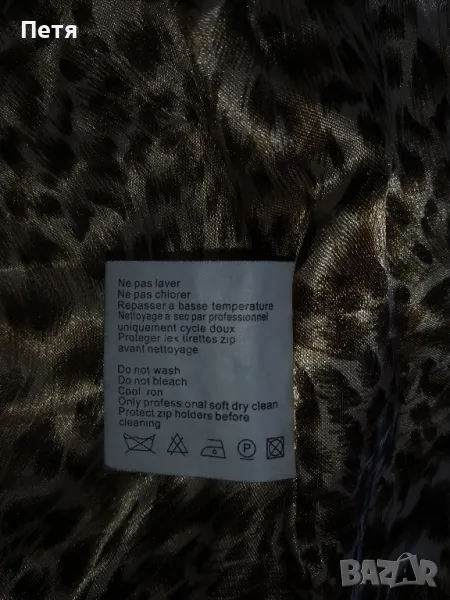 Петя
Ne pas laver
Ne pas chlorer
Repasser a basse temperature
Nettoyage a sec par professionnel
uniquement cycle doux
Proteger les tirettes zip
avant nettoyage
Do not wash
Do not bleach
Cool iron
Only professional soft dry clean
Protect zip holders before
cleaning
P
BAZAR